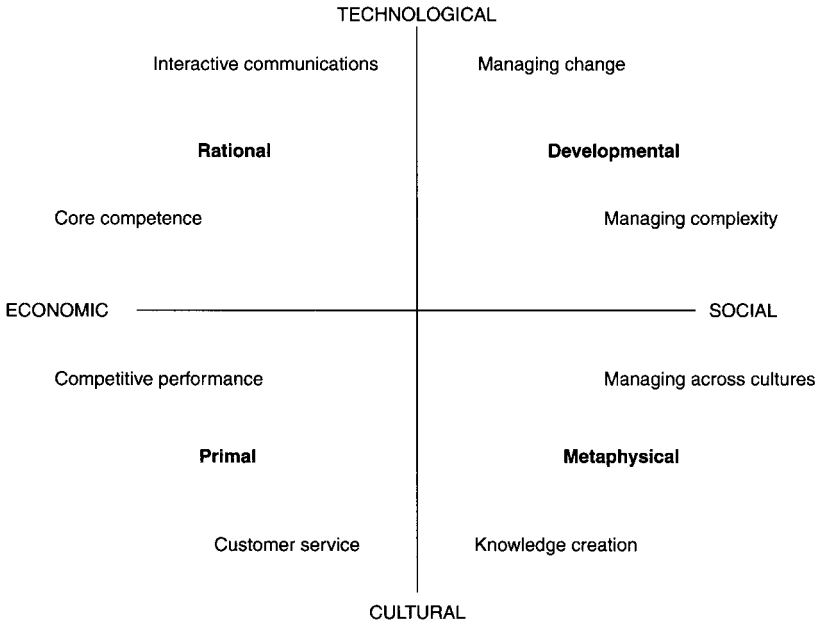 TECHNOLOGICAL
Interactive communications
Managing change
Rational
Developmental
Core competence
Managing complexity
ECONOMIC
SOCIAL
Competitive performance
Managing across cultures
Primal
Metaphysical
Customer service
Knowledge creation
CULTURAL